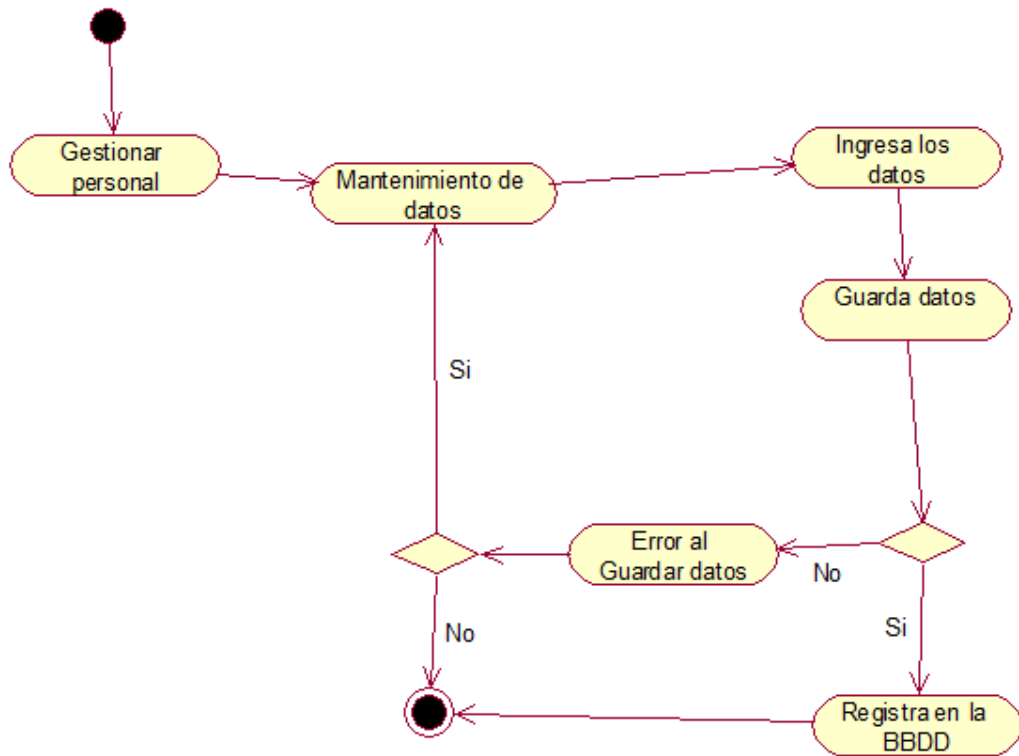 Gestionar
personal
Mantenimiento de
datos
Ingresa los
datos
Guarda datos
Si
Error al
Guardar datos
No
Si
No
Registra en la
BBDD